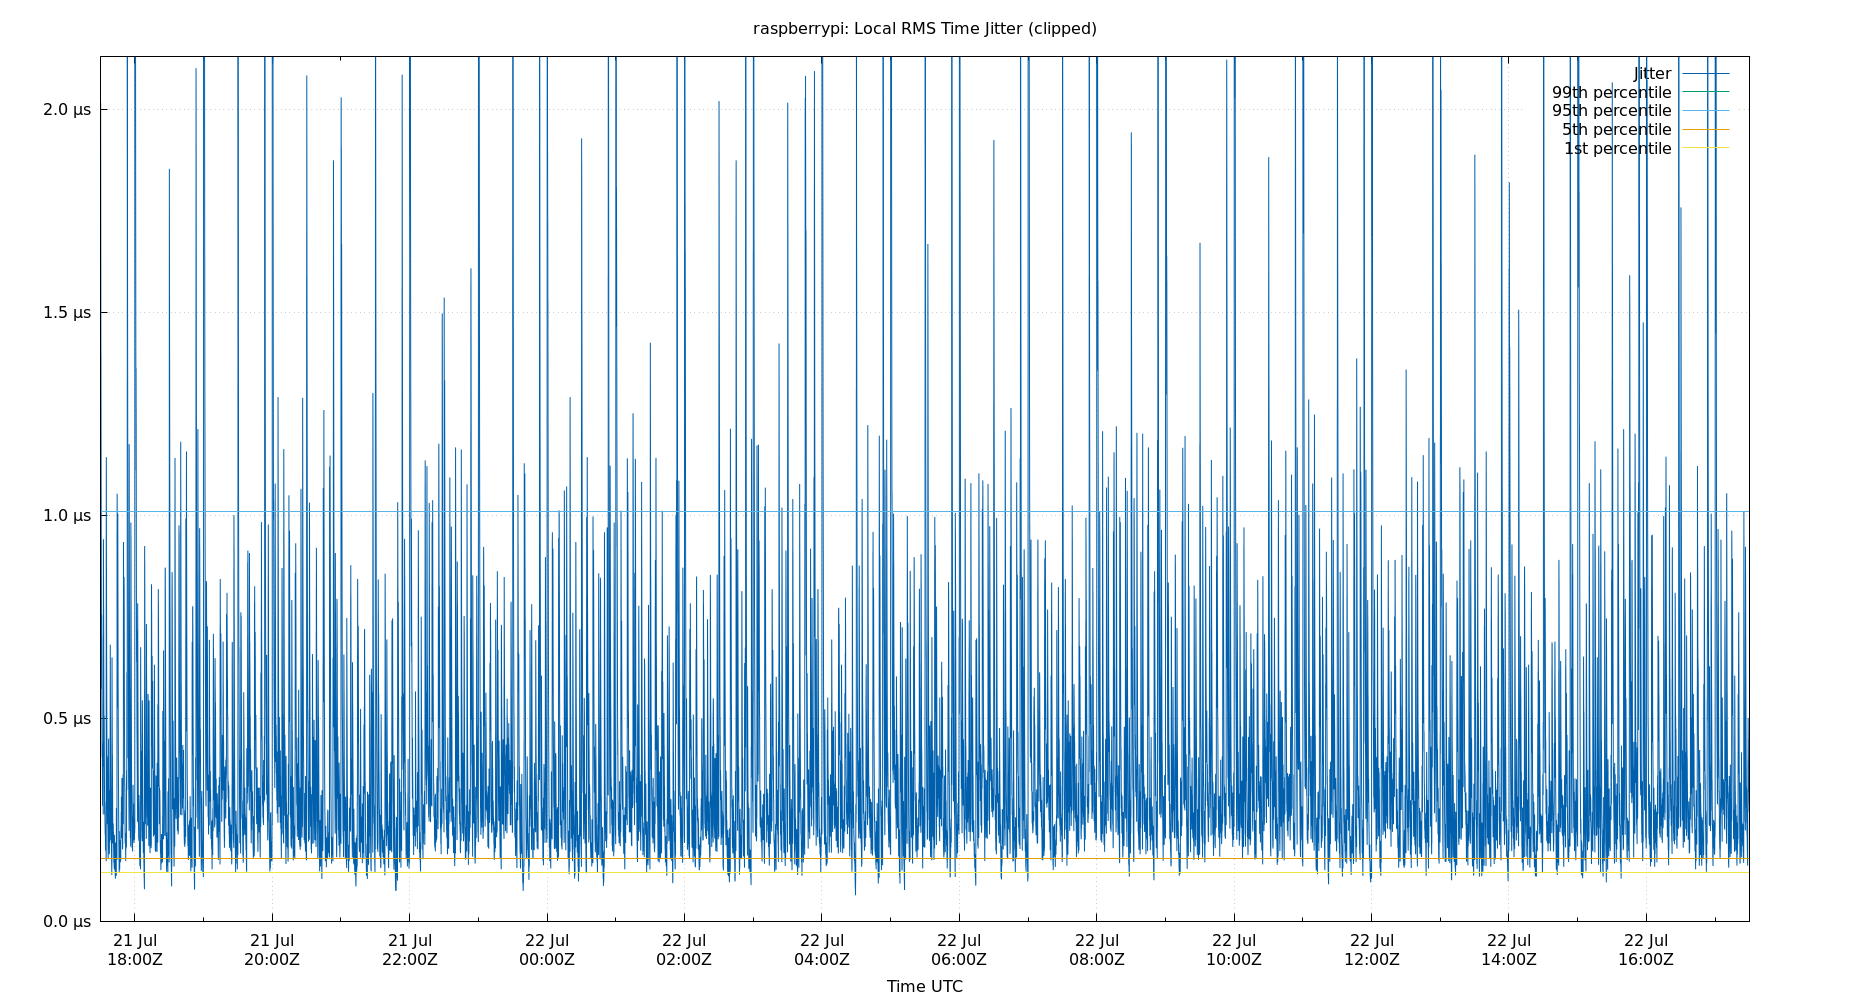 raspberrypi: Local RMS Time Jitter (clipped)
Jitter
99th percentile
95th percentile
5th percentile
1st percentile
2.0 µs
1.5 µs
1.0 µs
0.5 µs
0.0 µs
21 Jul 21 Jul 21 Jul 22 Jul 22 Jul 22 Jul 22 Jul 22 Jul 22 Jul 22 Jul 22 Jul 22 Jul
18:00Z 20:00Z 22:00Z 00:00Z 02:00Z 04:00Z 06:00Z 08:00Z 10:00Z 12:00Z 14:00Z 16:00Z
Time UTC